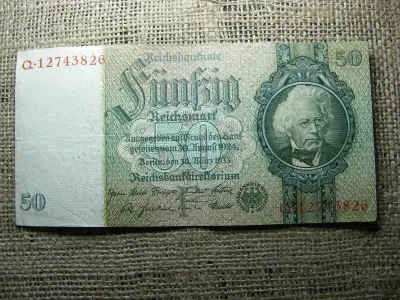 Reichsbanknote
50
Q·12743826
Fünfzig
Reichsmark
Ausgegeben auf Grund des Bank-
gesetzes vom 30. August 1924.
Berlin, den 30. März 1933
Reichsbankdirektorium
50
Q·12743826